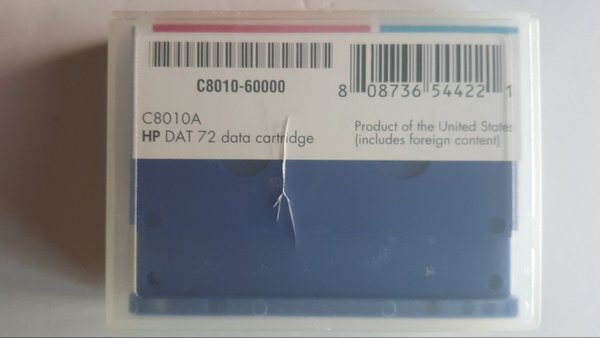 C8010-60000
8 08736 54422 1
C8010A
HP DAT 72 data cartridge
Product of the United States
(includes foreign content)